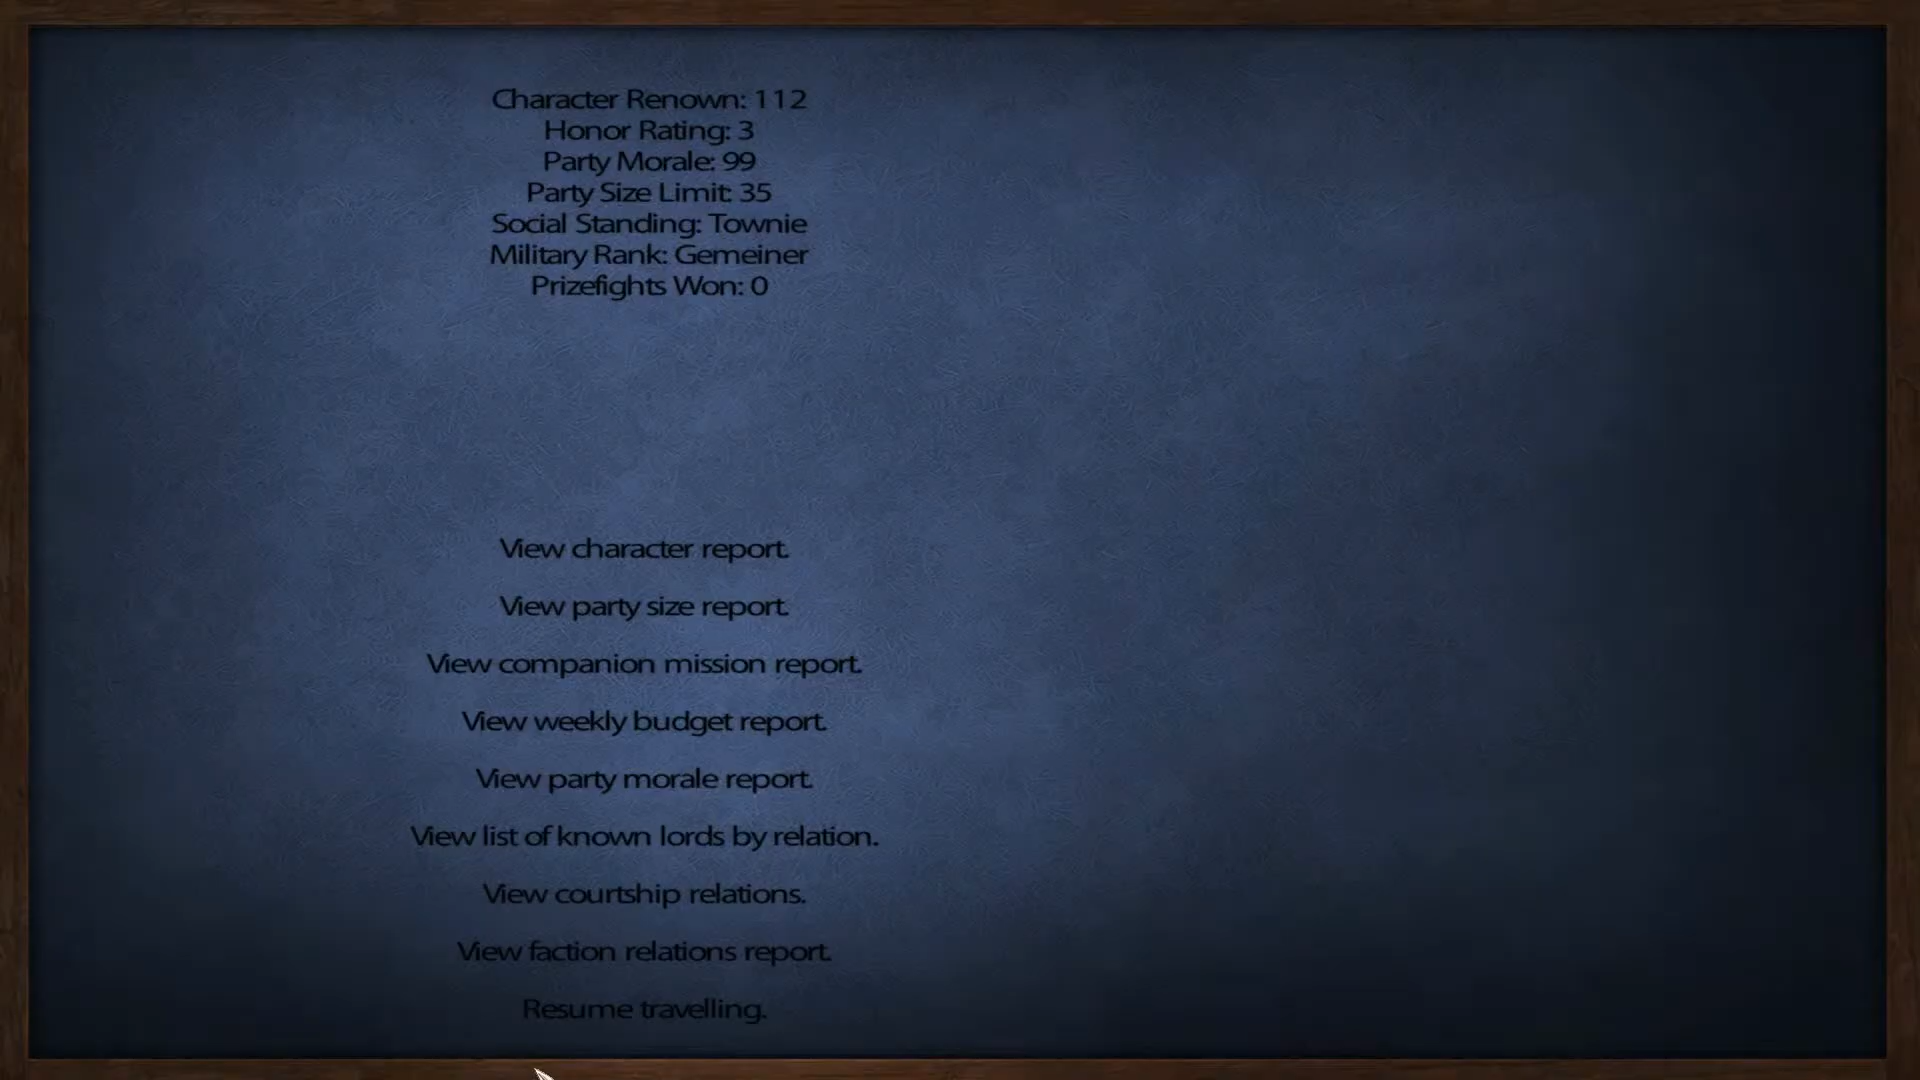 Character Renown: 112
Honor Rating: 3
Party Morale: 99
Party Size Limit: 35
Social Standing: Townie
Military Rank: Gemeiner
Prizefights Won: 0
View character report.
View party size report.
View companion mission report.
View weekly budget report.
View party morale report.
View list of known lords by relation.
View courtship relations.
View faction relations report.
Resume travelling.